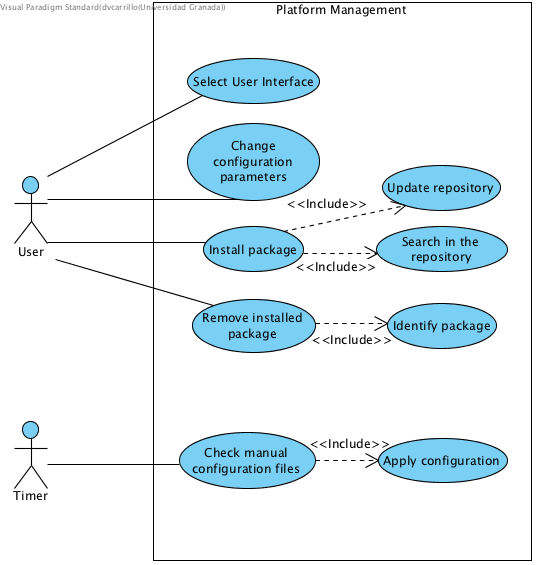 Visual Paradigm Standard(dvcarrillo(Universidad Granada))
Platform Management
Select User Interface
Change
configuration
parameters
<<Include>>
Update repository
User
Install package
<<Include>>
Search in the
repository
Remove installed
package
<<Include>>
Identify package
Timer
Check manual
configuration files
<<Include>>
Apply configuration